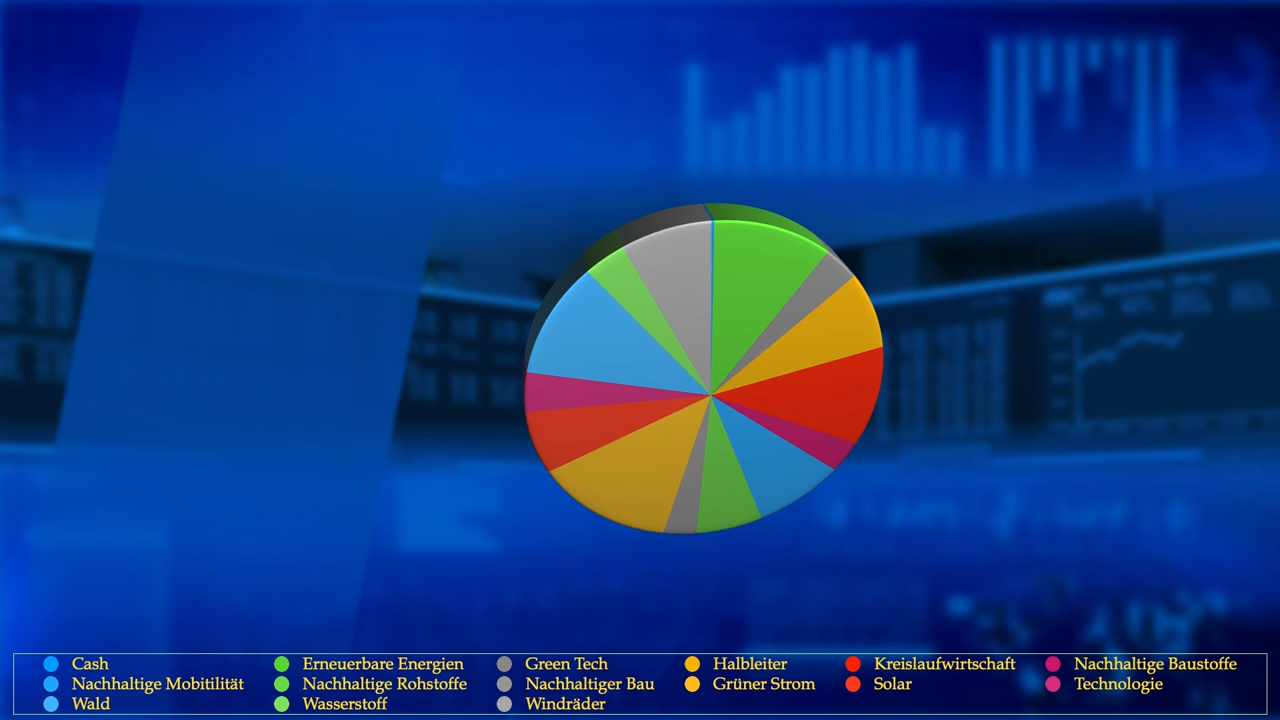 Cash Erneuerbare Energien Green Tech Halbleiter Kreislaufwirtschaft Nachhaltige Baustoffe
Nachhaltige Mobitilität Nachhaltige Rohstoffe Nachhaltiger Bau Grüner Strom Solar Technologie
Wald Wasserstoff Windräder